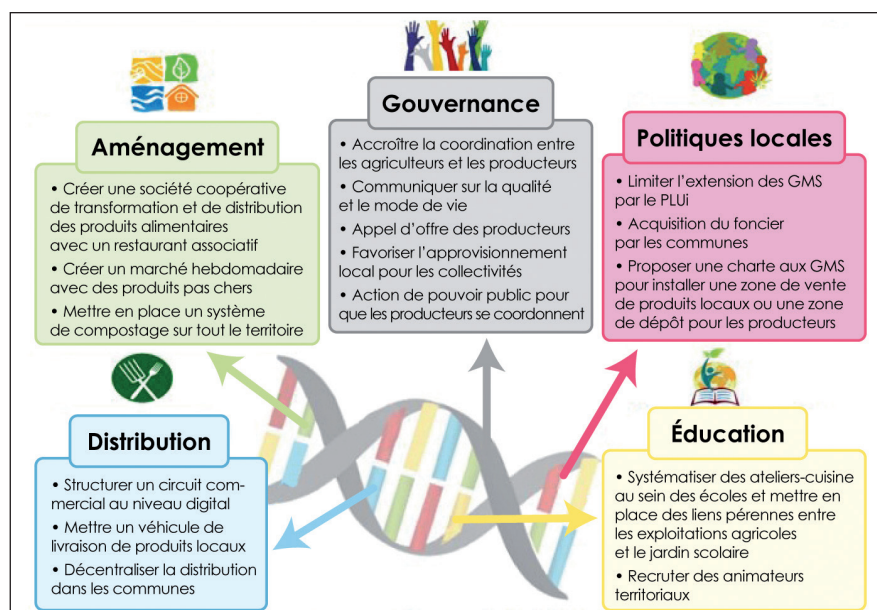 Aménagement
• Créer une société coopérative
de transformation et de distribution
des produits alimentaires
avec un restaurant associatif
• Créer un marché hebdomadaire
avec des produits pas chers
• Mettre en place un système
de compostage sur tout le territoire
Gouvernance
• Accroître la coordination entre
les agriculteurs et les producteurs
• Communiquer sur la qualité
et le mode de vie
• Appel d’offre des producteurs
• Favoriser l’approvisionnement
local pour les collectivités
• Action de pouvoir public pour
que les producteurs se coordonnent
Politiques locales
• Limiter l’extension des GMS
par le PLUi
• Acquisition du foncier
par les communes
• Proposer une charte aux GMS
pour installer une zone de vente
de produits locaux ou une zone
de dépôt pour les producteurs
Distribution
• Structurer un circuit com-
mercial au niveau digital
• Mettre un véhicule de
livraison de produits locaux
• Décentraliser la distribution
dans les communes
Éducation
• Systématiser des ateliers-cuisine
au sein des écoles et mettre en
place des liens pérennes entre
les exploitations agricoles
et le jardin scolaire
• Recruter des animateurs
territoriaux